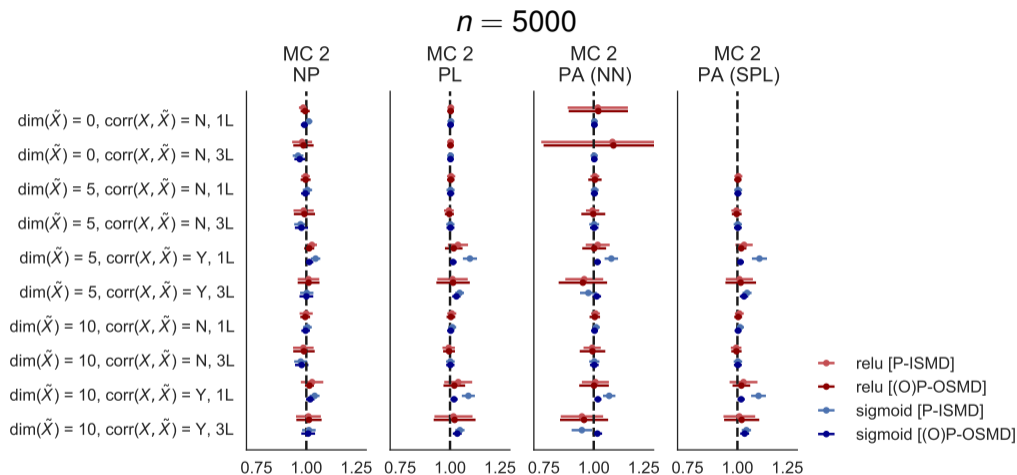 n = 5000
MC 2
NP
MC 2
PL
MC 2
PA (NN)
MC 2
PA (SPL)
dim(X̃) = 0, corr(X, X̃) = N, 1L
dim(X̃) = 0, corr(X, X̃) = N, 3L
dim(X̃) = 5, corr(X, X̃) = N, 1L
dim(X̃) = 5, corr(X, X̃) = N, 3L
dim(X̃) = 5, corr(X, X̃) = Y, 1L
dim(X̃) = 5, corr(X, X̃) = Y, 3L
dim(X̃) = 10, corr(X, X̃) = N, 1L
dim(X̃) = 10, corr(X, X̃) = N, 3L
dim(X̃) = 10, corr(X, X̃) = Y, 1L
dim(X̃) = 10, corr(X, X̃) = Y, 3L
0.75 1.00 1.25
0.75 1.00 1.25
0.75 1.00 1.25
0.75 1.00 1.25
relu [P-ISMD]
relu [(O)P-OSMD]
sigmoid [P-ISMD]
sigmoid [(O)P-OSMD]